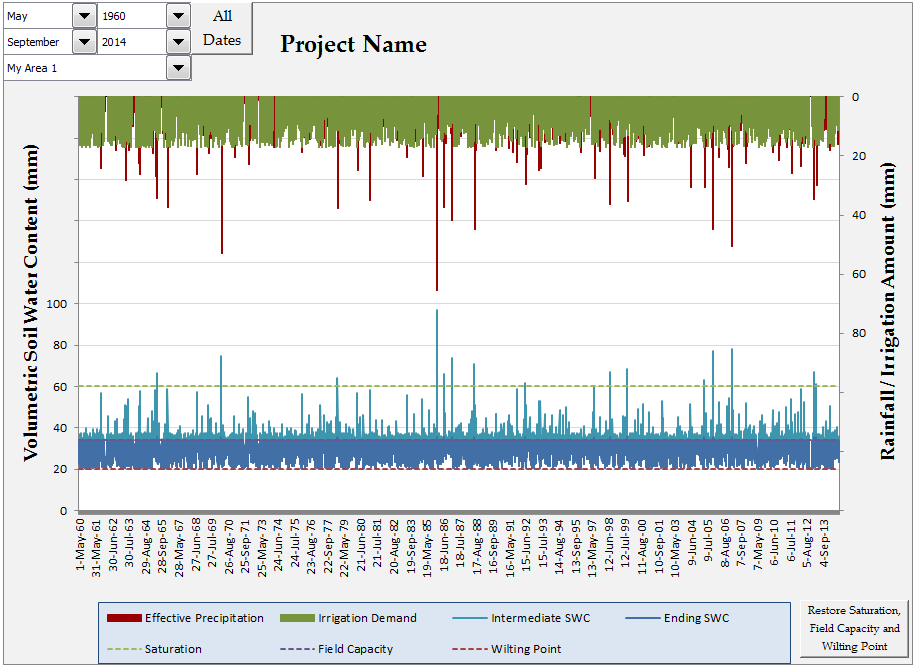 May 1960
All
Dates
September 2014
My Area 1
Project Name
Volumetric Soil Water Content (mm)
100
80
60
40
20
0
0
20
40
60
80
Rainfall / Irrigation Amount (mm)
1-May-60
31-May-61
30-Jun-62
30-Jul-63
29-Aug-64
28-Sep-65
28-May-67
27-Jun-68
27-Jul-69
26-Aug-70
25-Sep-71
25-May-73
24-Jun-74
24-Jul-75
23-Aug-76
22-Sep-77
22-May-79
21-Jun-80
21-Jul-81
20-Aug-82
19-Sep-83
19-May-85
18-Jun-86
18-Jul-87
17-Aug-88
16-Sep-89
16-May-91
15-Jun-92
15-Jul-93
14-Aug-94
13-Sep-95
13-May-97
12-Jun-98
12-Jul-99
11-Aug-00
10-Sep-01
10-May-03
9-Jun-04
9-Jul-05
8-Aug-06
7-Sep-07
7-May-09
6-Jun-10
6-Jul-11
5-Aug-12
4-Sep-13
Effective Precipitation Irrigation Demand Intermediate SWC Ending SWC
Saturation Field Capacity Wilting Point
Restore Saturation,
Field Capacity and
Wilting Point